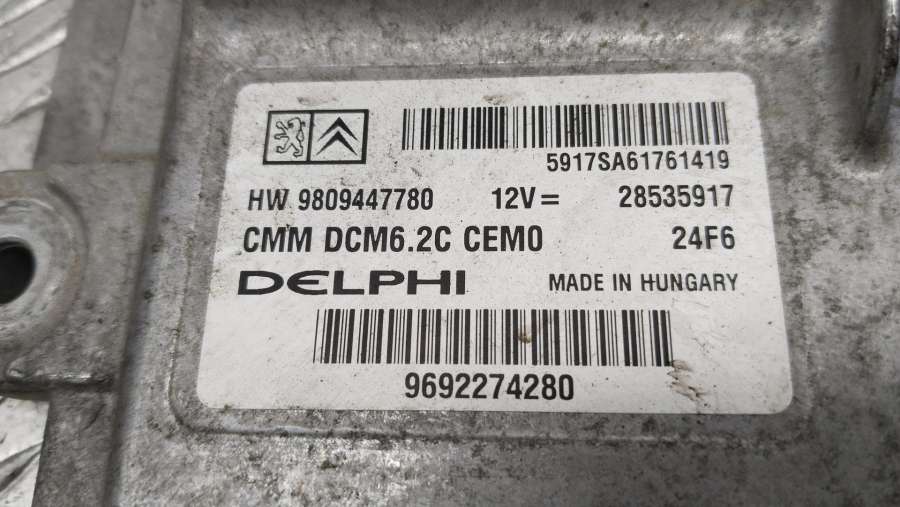 5917SA61761419
HW 9809447780 12V= 28535917
CMM DCM6.2C CEM0 24F6
DELPHI MADE IN HUNGARY
9692274280